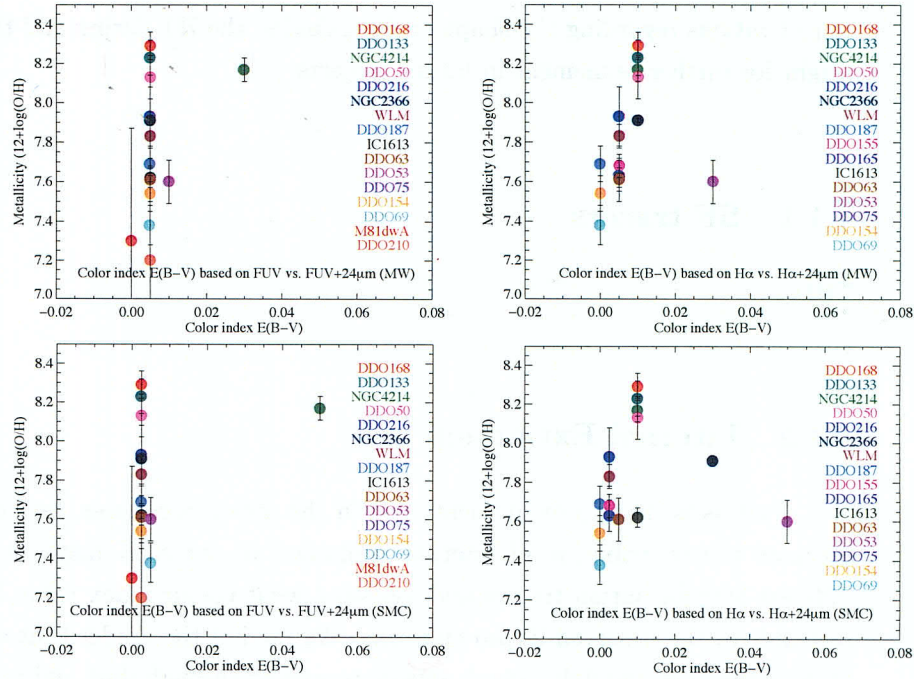 8.4
8.2
8.0
7.8
7.6
7.4
7.2
7.0
Metallicity (12+log(O/H)
DDO168
DDO133
NGC4214
DDO50
DDO216
NGC2366
WLM
DDO187
IC1613
DDO63
DDO53
DDO75
DDO154
DDO69
M81dwA
DDO210
Color index E(B−V) based on FUV vs. FUV+24μm (MW)
−0.02 0.00 0.02 0.04 0.06 0.08
Color index E(B−V)
8.4
8.2
8.0
7.8
7.6
7.4
7.2
7.0
Metallicity (12+log(O/H)
DDO168
DDO133
NGC4214
DDO50
DDO216
NGC2366
WLM
DDO187
DDO155
DDO165
IC1613
DDO63
DDO53
DDO75
DDO154
DDO69
Color index E(B−V) based on Hα vs. Hα+24μm (MW)
−0.02 0.00 0.02 0.04 0.06 0.08
Color index E(B−V)
8.4
8.2
8.0
7.8
7.6
7.4
7.2
7.0
Metallicity (12+log(O/H)
DDO168
DDO133
NGC4214
DDO50
DDO216
NGC2366
WLM
DDO187
IC1613
DDO63
DDO53
DDO75
DDO154
DDO69
M81dwA
DDO210
Color index E(B−V) based on FUV vs. FUV+24μm (SMC)
−0.02 0.00 0.02 0.04 0.06 0.08
Color index E(B−V)
8.4
8.2
8.0
7.8
7.6
7.4
7.2
7.0
Metallicity (12+log(O/H)
DDO168
DDO133
NGC4214
DDO50
DDO216
NGC2366
WLM
DDO187
DDO155
DDO165
IC1613
DDO63
DDO53
DDO75
DDO154
DDO69
Color index E(B−V) based on Hα vs. Hα+24μm (SMC)
−0.02 0.00 0.02 0.04 0.06 0.08
Color index E(B−V)